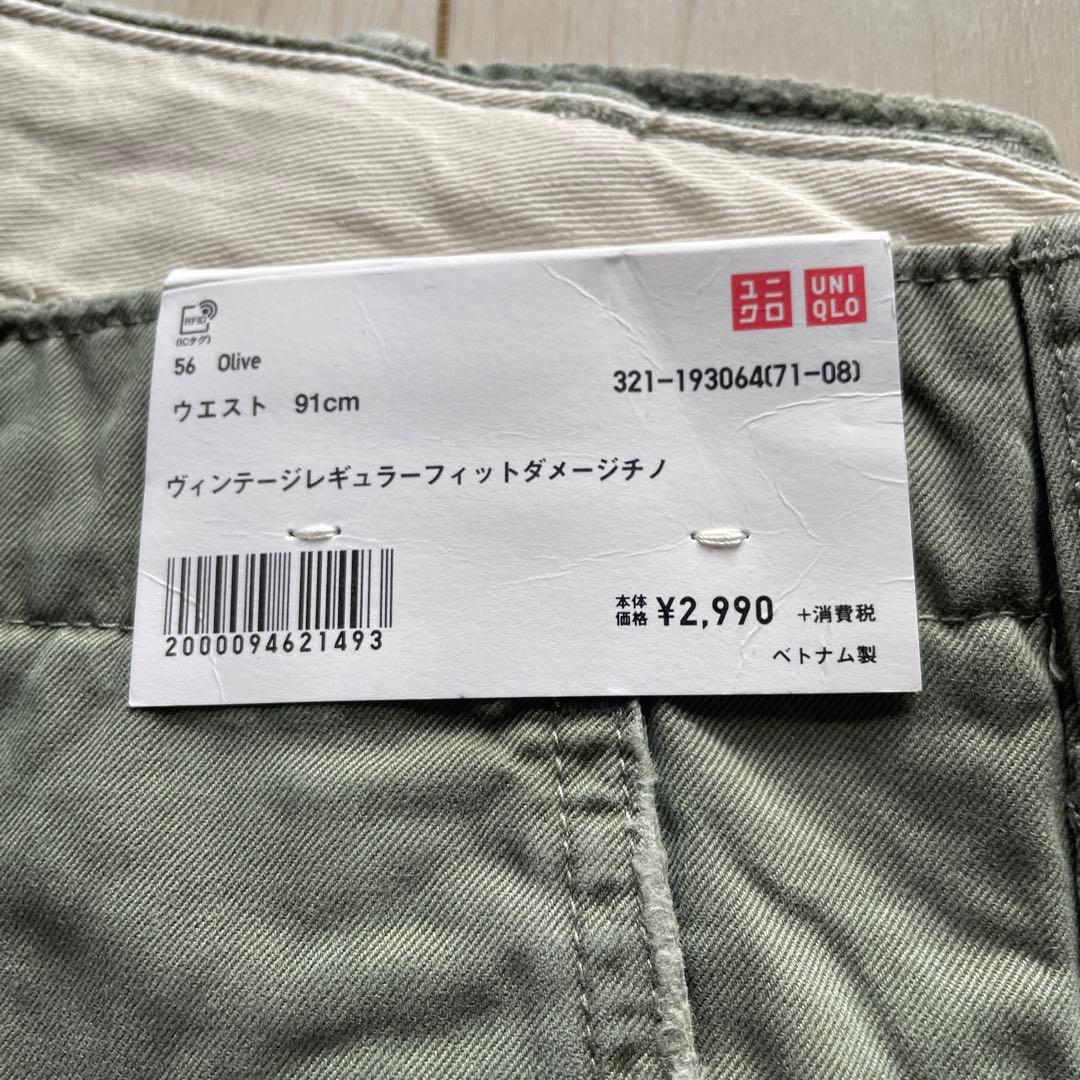 ユニ
クロ
UNI
QLO
RFID
(ICタグ)
56 Olive
321-193064(71-08)
ウエスト 91cm
ヴィンテージレギュラーフィットダメージチノ
2000094621493
本体
価格 ¥2,990 +消費税
ベトナム製